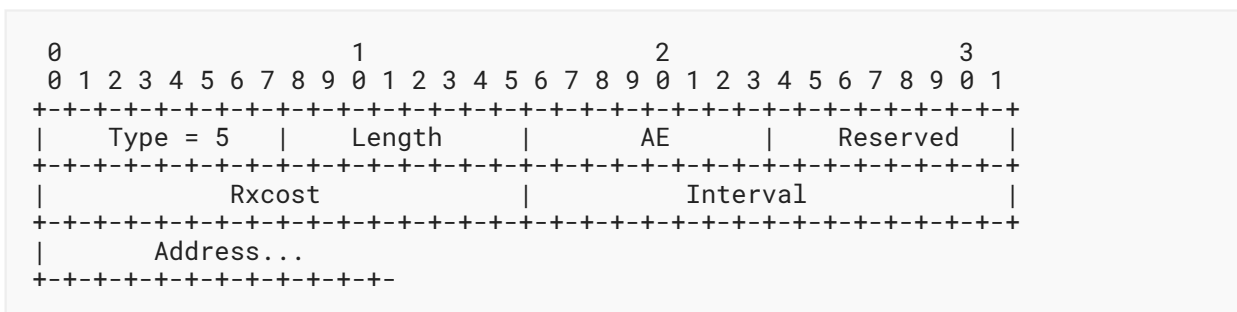 0                   1                   2                   3
 0 1 2 3 4 5 6 7 8 9 0 1 2 3 4 5 6 7 8 9 0 1 2 3 4 5 6 7 8 9 0 1
+-+-+-+-+-+-+-+-+-+-+-+-+-+-+-+-+-+-+-+-+-+-+-+-+-+-+-+-+-+-+-+-+
|    Type = 5   |    Length     |       AE      |    Reserved   |
+-+-+-+-+-+-+-+-+-+-+-+-+-+-+-+-+-+-+-+-+-+-+-+-+-+-+-+-+-+-+-+-+
|            Rxcost             |          Interval             |
+-+-+-+-+-+-+-+-+-+-+-+-+-+-+-+-+-+-+-+-+-+-+-+-+-+-+-+-+-+-+-+-+
|       Address...
+-+-+-+-+-+-+-+-+-+-+-+-